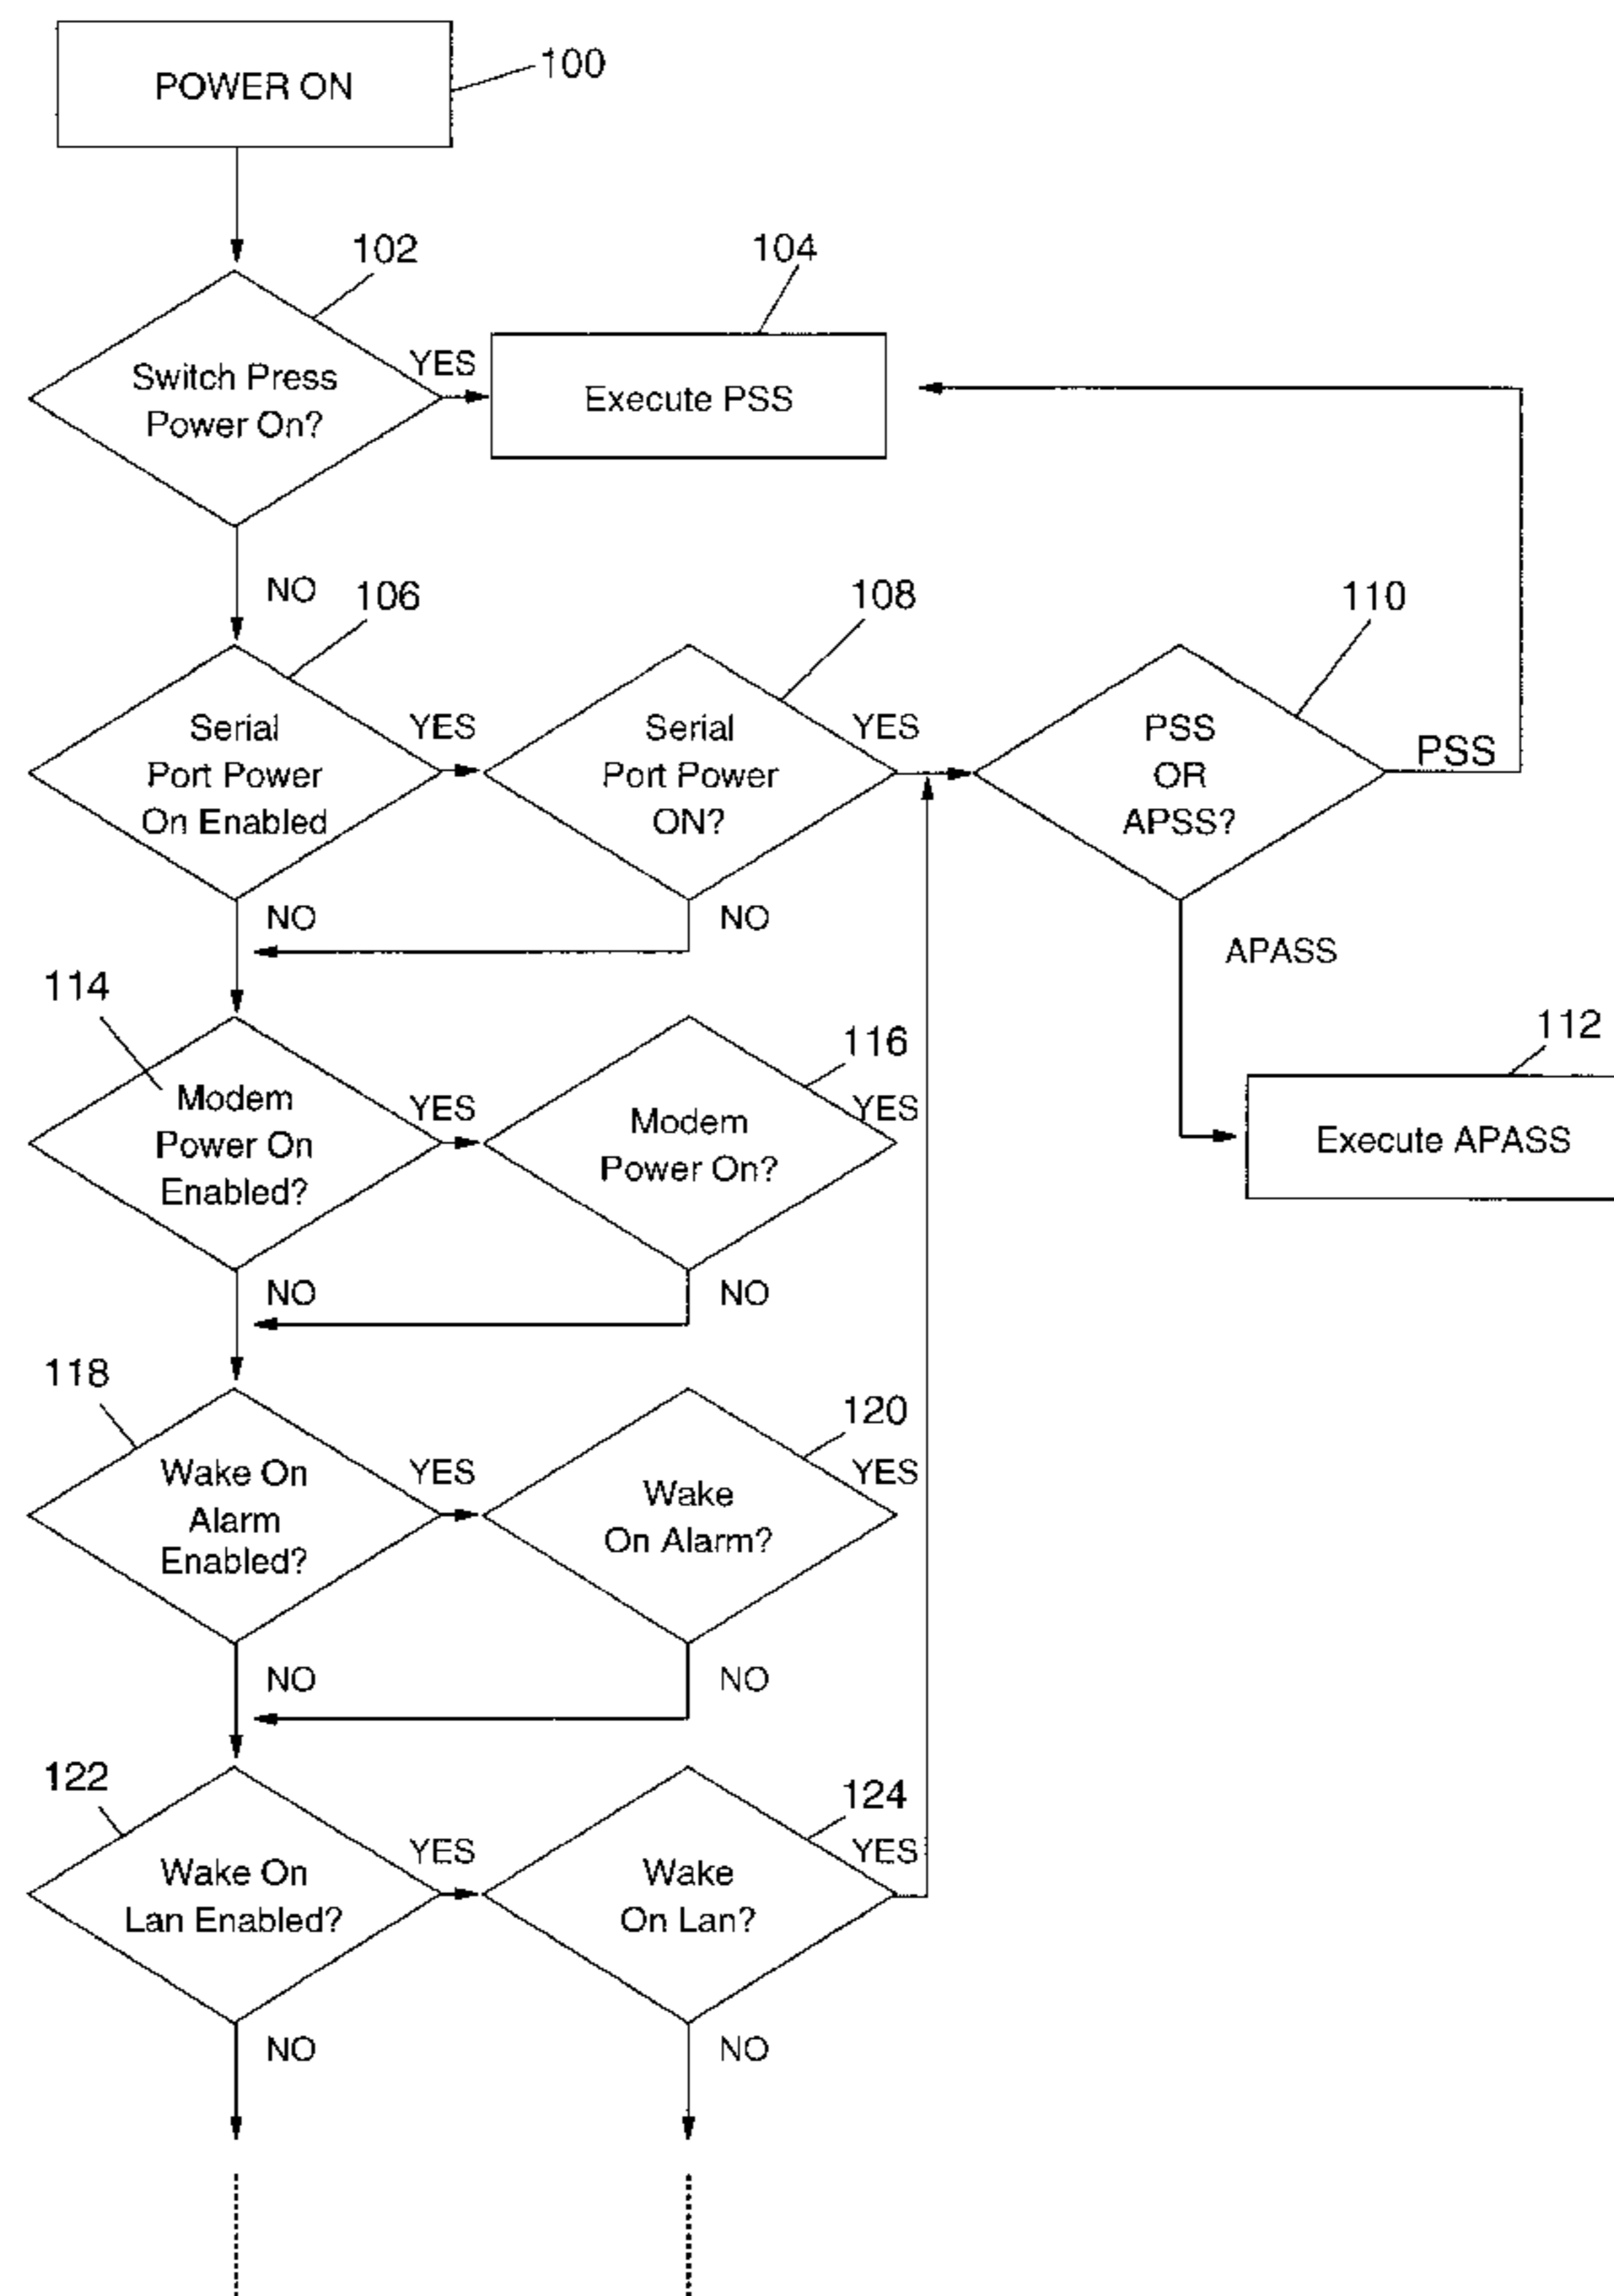 POWER ON
100
102
104
Switch Press
Power On?
YES
Execute PSS
NO
106
108
110
Serial
Port Power
On Enabled
YES
Serial
Port Power
ON?
YES
PSS
OR
APSS?
PSS
NO
NO
APASS
114
116
112
Modem
Power On
Enabled?
YES
Modem
Power On?
YES
Execute APASS
NO
NO
118
120
Wake On
Alarm
Enabled?
YES
Wake
On Alarm?
YES
NO
NO
122
124
Wake On
Lan Enabled?
YES
Wake
On Lan?
YES
NO
NO